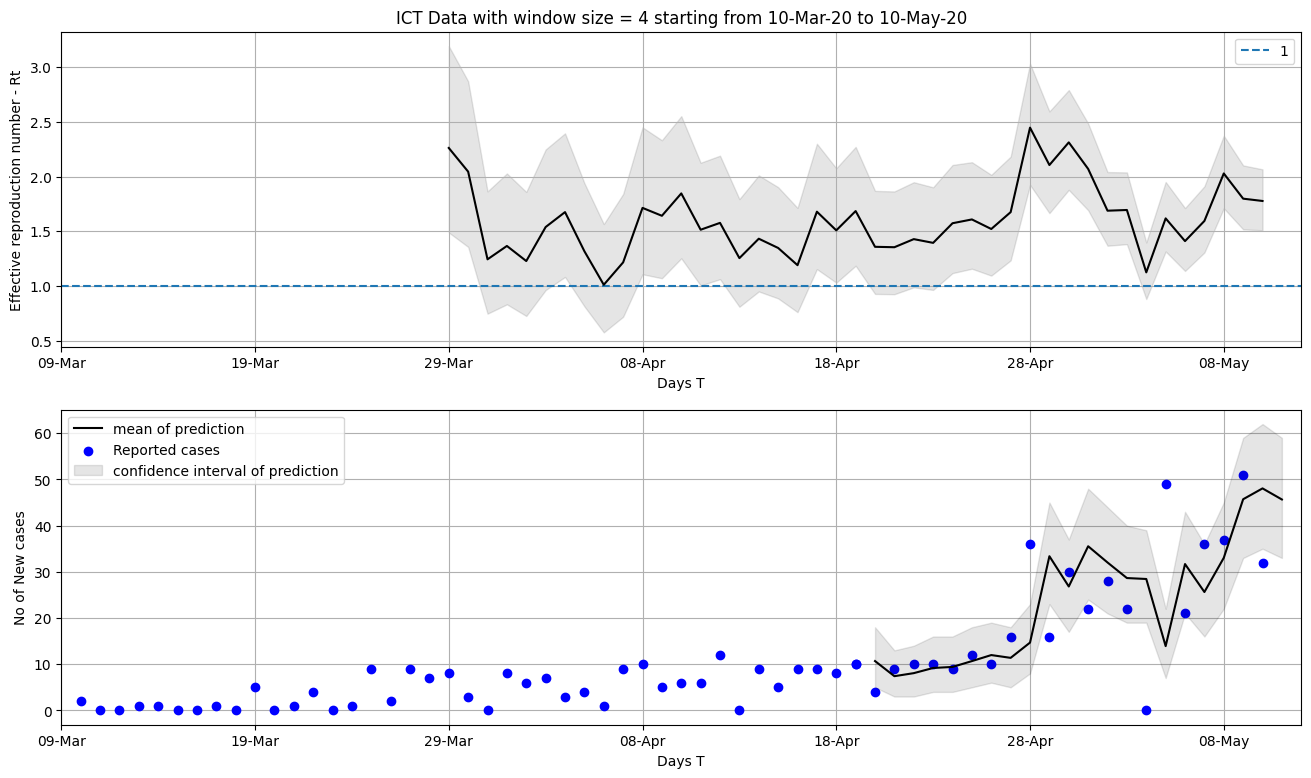 ICT Data with window size = 4 starting from 10-Mar-20 to 10-May-20
1
Effective reproduction number - Rt
3.0
2.5
2.0
1.5
1.0
0.5
09-Mar 19-Mar 29-Mar 08-Apr 18-Apr 28-Apr 08-May
Days T
mean of prediction
Reported cases
confidence interval of prediction
No of New cases
60
50
40
30
20
10
0
09-Mar 19-Mar 29-Mar 08-Apr 18-Apr 28-Apr 08-May
Days T